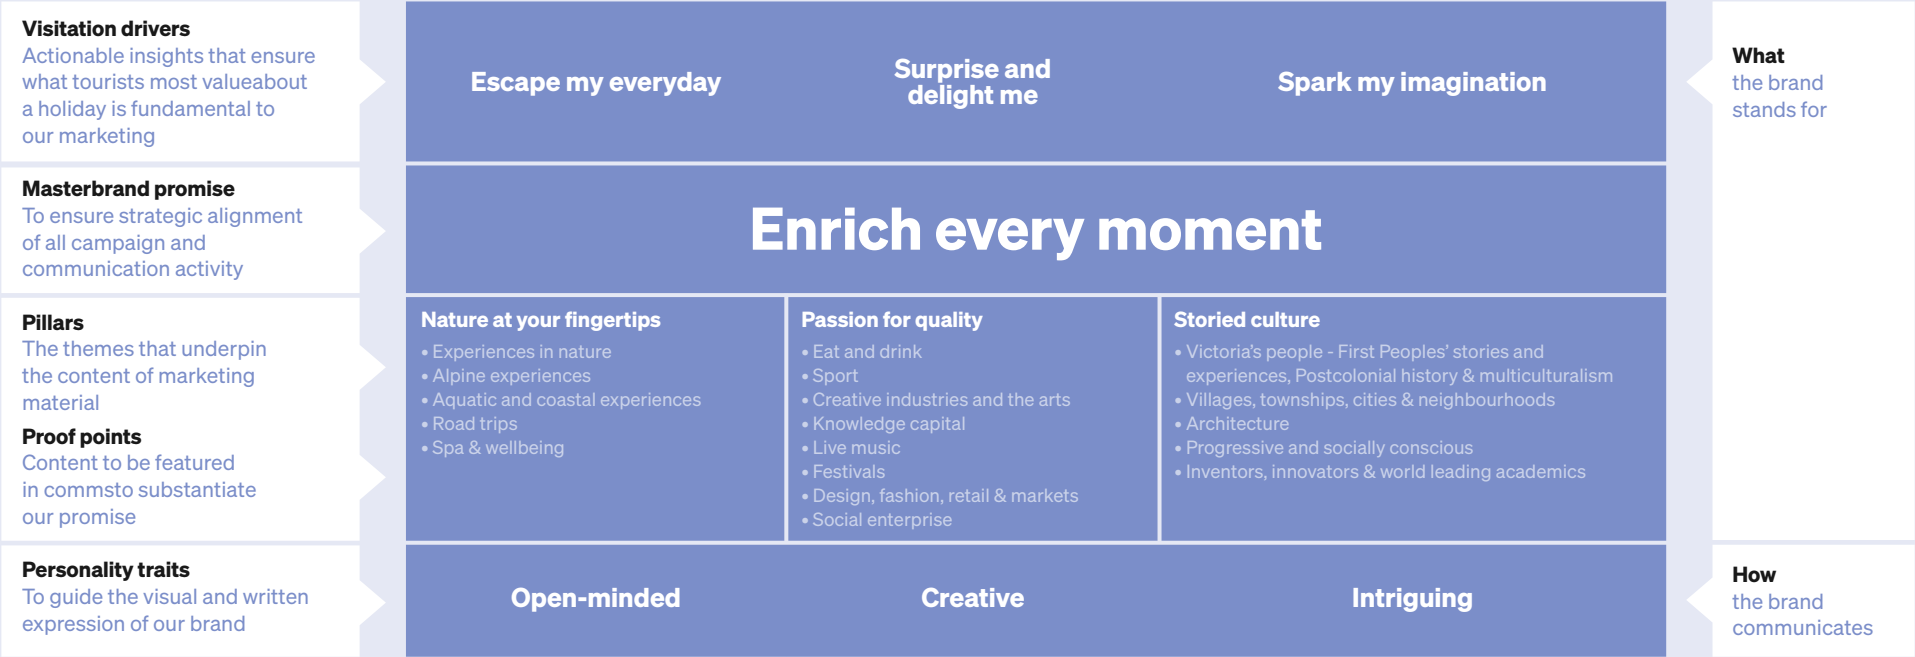 Visitation drivers
Actionable insights that ensure
what tourists most valueabout
a holiday is fundamental to
our marketing
Escape my everyday
Surprise and
delight me
Spark my imagination
What
the brand
stands for
Masterbrand promise
To ensure strategic alignment
of all campaign and
communication activity
Enrich every moment
Pillars
The themes that underpin
the content of marketing
material
Proof points
Content to be featured
in commsto substantiate
our promise
Nature at your fingertips
• Experiences in nature
• Alpine experiences
• Aquatic and coastal experiences
• Road trips
• Spa & wellbeing
Passion for quality
• Eat and drink
• Sport
• Creative industries and the arts
• Knowledge capital
• Live music
• Festivals
• Design, fashion, retail & markets
• Social enterprise
Storied culture
• Victoria's people - First Peoples' stories and
experiences, Postcolonial history & multiculturalism
• Villages, townships, cities & neighbourhoods
• Architecture
• Progressive and socially conscious
• Inventors, innovators & world leading academics
Personality traits
To guide the visual and written
expression of our brand
Open-minded
Creative
Intriguing
How
the brand
communicates